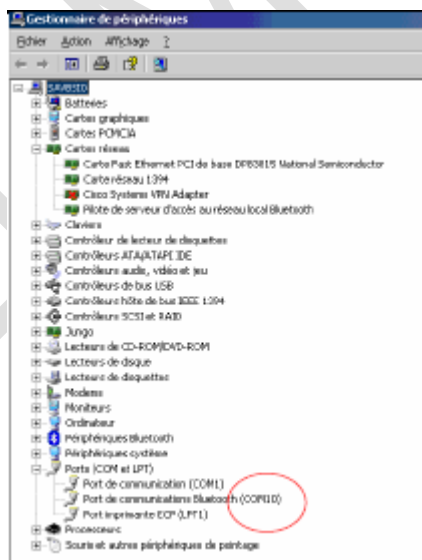 Gestionnaire de périphériques
Fichier Action Affichage ?
SAVBSID
Batteries
Cartes graphiques
Cartes PCMCIA
Cartes réseau
Carte Fast Ethernet PCI de base DP83815 National Semiconductor
Carte réseau 1394
Cisco Systems VPN Adapter
Pilote de serveur d'accès au réseau local Bluetooth
Claviers
Contrôleur de lecteur de disquettes
Contrôleurs ATA/ATAPI IDE
Contrôleurs audio, vidéo et jeu
Contrôleurs de bus USB
Contrôleurs hôte de bus IEEE 1394
Contrôleurs SCSI et RAID
Jungo
Lecteurs de CD-ROM/DVD-ROM
Lecteurs de disque
Lecteurs de disquettes
Modems
Moniteurs
Ordinateur
Périphériques Bluetooth
Périphériques système
Ports (COM et LPT)
Port de communication (COM1)
Port de communications Bluetooth (COM10)
Port imprimante ECP (LPT1)
Processeurs
Souris et autres périphériques de pointage